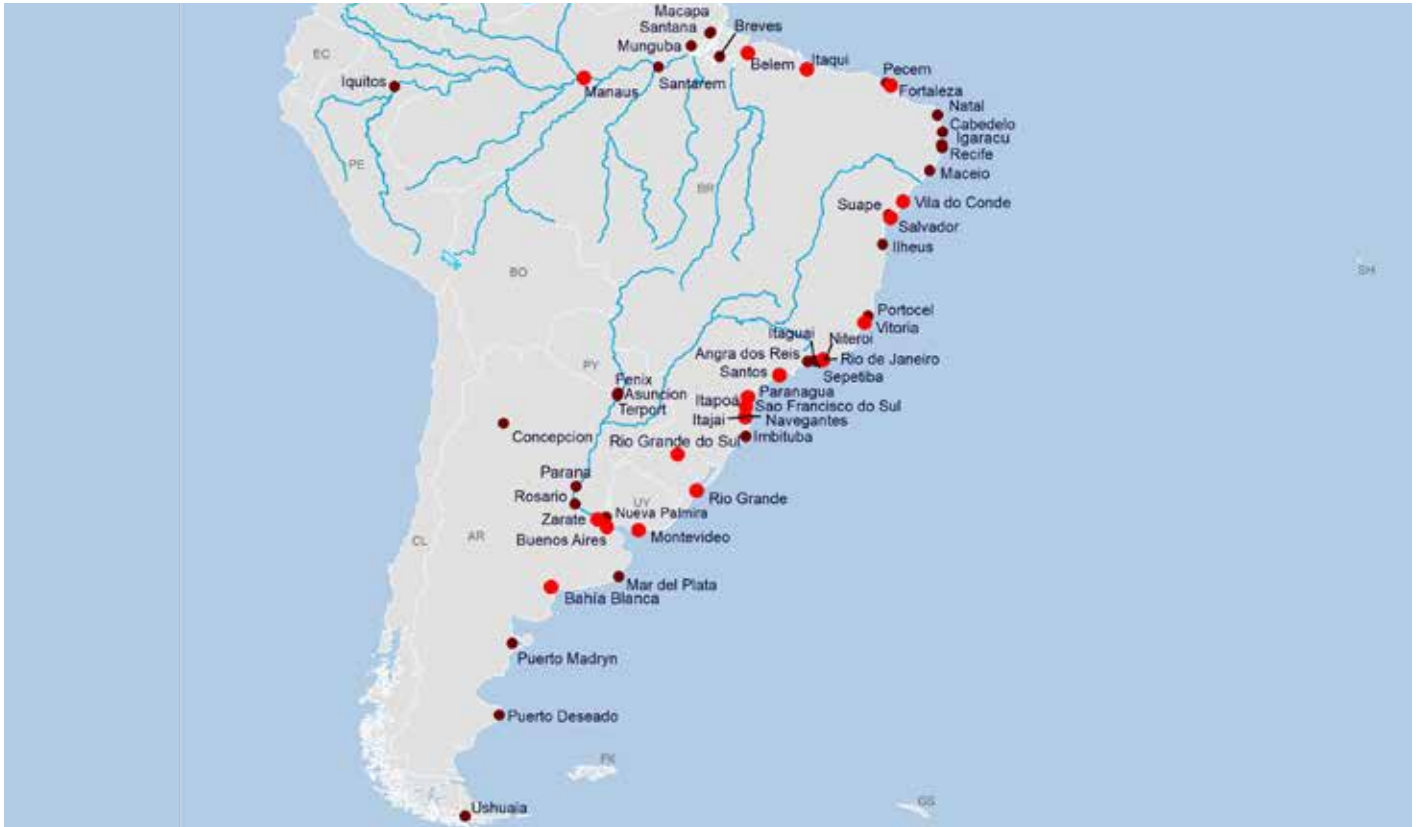 Macapa
Santana
Breves
Munguba
EC
Belem
Itaqui
Iquitos
Manaus
Santarem
Pecem
Fortaleza
Natal
Cabedelo
Igaracu
Recife
PE
Maceio
BR
Suape
Vila do Conde
Salvador
Ilheus
BO
SH
Portocel
Vitoria
Itaguai
Niteroi
Angra dos Reis
Rio de Janeiro
Santos
Sepetiba
PY
Fenix
Asuncion
Terport
Paranagua
Itapoa
Sao Francisco do Sul
Itajai
Navegantes
Concepcion
Rio Grande do Sul
Imbituba
Parana
Rosario
UY
Rio Grande
Zarate
Nueva Palmira
CL
AR
Buenos Aires
Montevideo
Mar del Plata
Bahía Blanca
Puerto Madryn
Puerto Deseado
FK
GS
Ushuaia